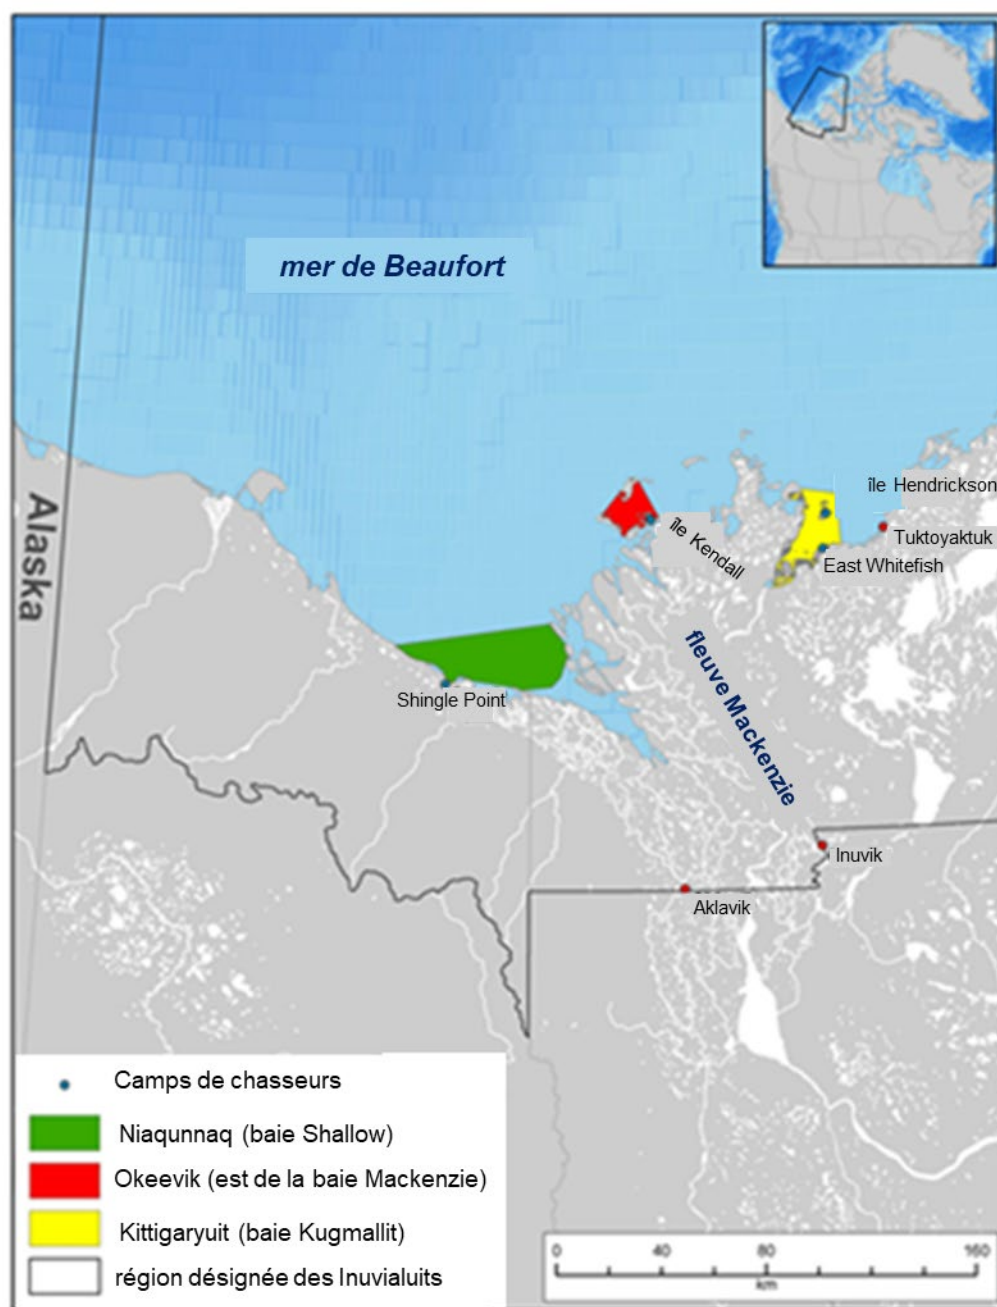 mer de Beaufort
Alaska
île Hendrickson
île Kendall
Tuktoyaktuk
East Whitefish
Shingle Point
fleuve Mackenzie
Inuvik
Aklavik
Camps de chasseurs
Niaqunnaq (baie Shallow)
Okeevik (est de la baie Mackenzie)
Kittigaryuit (baie Kugmallit)
région désignée des Inuvialuits
0 40 80 160
km